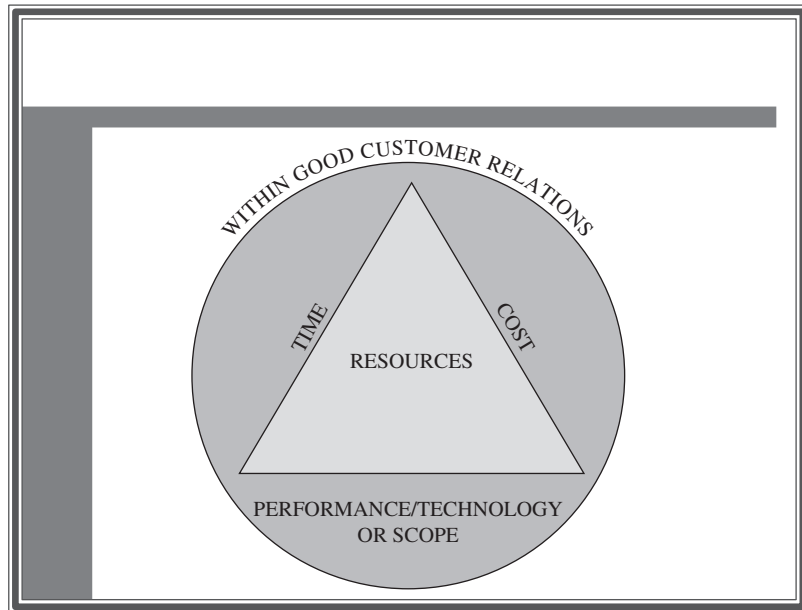 WITHIN GOOD CUSTOMER RELATIONS
TIME
COST
RESOURCES
PERFORMANCE/TECHNOLOGY
OR SCOPE